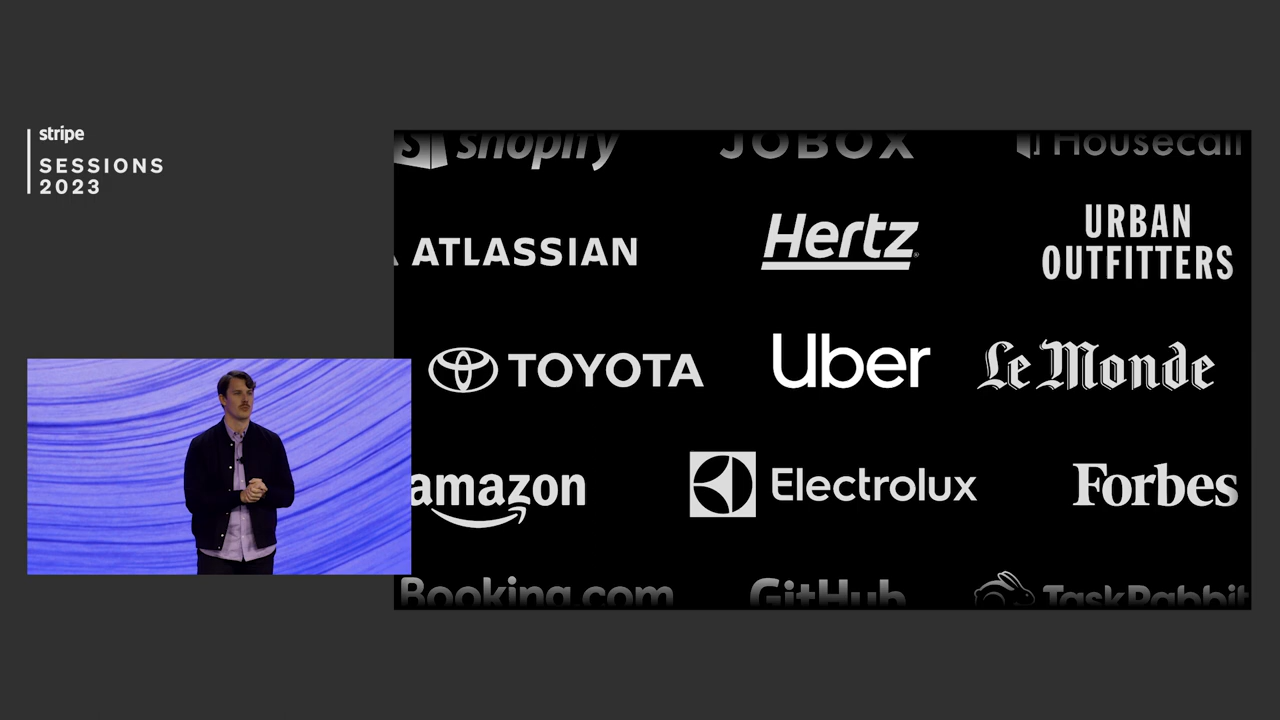 stripe
SESSIONS
2023
shopify
JOBOX
Housecall
ATLASSIAN
Hertz
URBAN
OUTFITTERS
TOYOTA
Uber
Le Monde
amazon
Electrolux
Forbes
Booking.com
GitHub
TaskRabbit